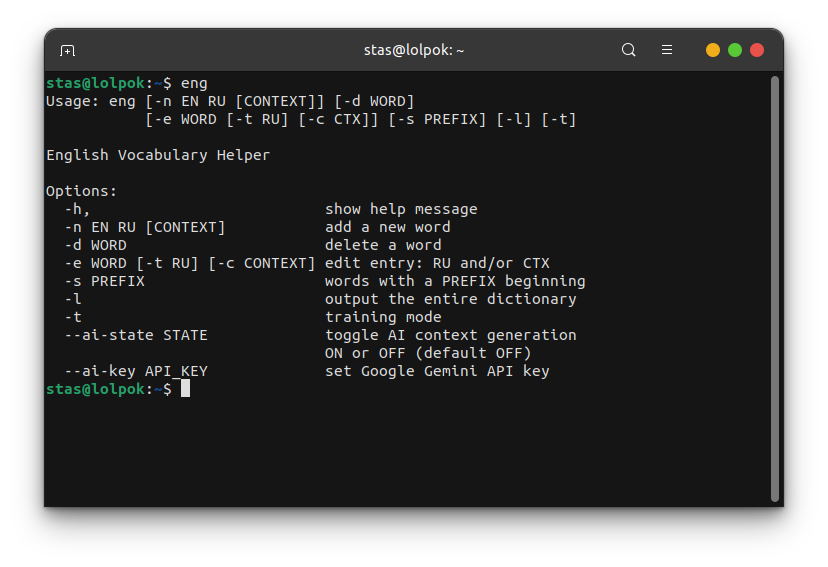 stas@lolpok: ~
stas@lolpok:~$ eng
Usage: eng [-n EN RU [CONTEXT]] [-d WORD]
           [-e WORD [-t RU] [-c CTX]] [-s PREFIX] [-l] [-t]
English Vocabulary Helper
Options:
  -h,                          show help message
  -n EN RU [CONTEXT]           add a new word
  -d WORD                      delete a word
  -e WORD [-t RU] [-c CONTEXT] edit entry: RU and/or CTX
  -s PREFIX                    words with a PREFIX beginning
  -l                           output the entire dictionary
  -t                           training mode
  --ai-state STATE             toggle AI context generation
                               ON or OFF (default OFF)
  --ai-key API_KEY             set Google Gemini API key
stas@lolpok:~$